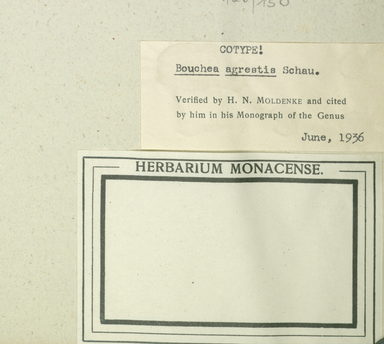 COTYPE!
Bouchea agrestis Schau.
Verified by H. N. MOLDENKE and cited
by him in his Monograph of the Genus
June, 1936
HERBARIUM MONACENSE.